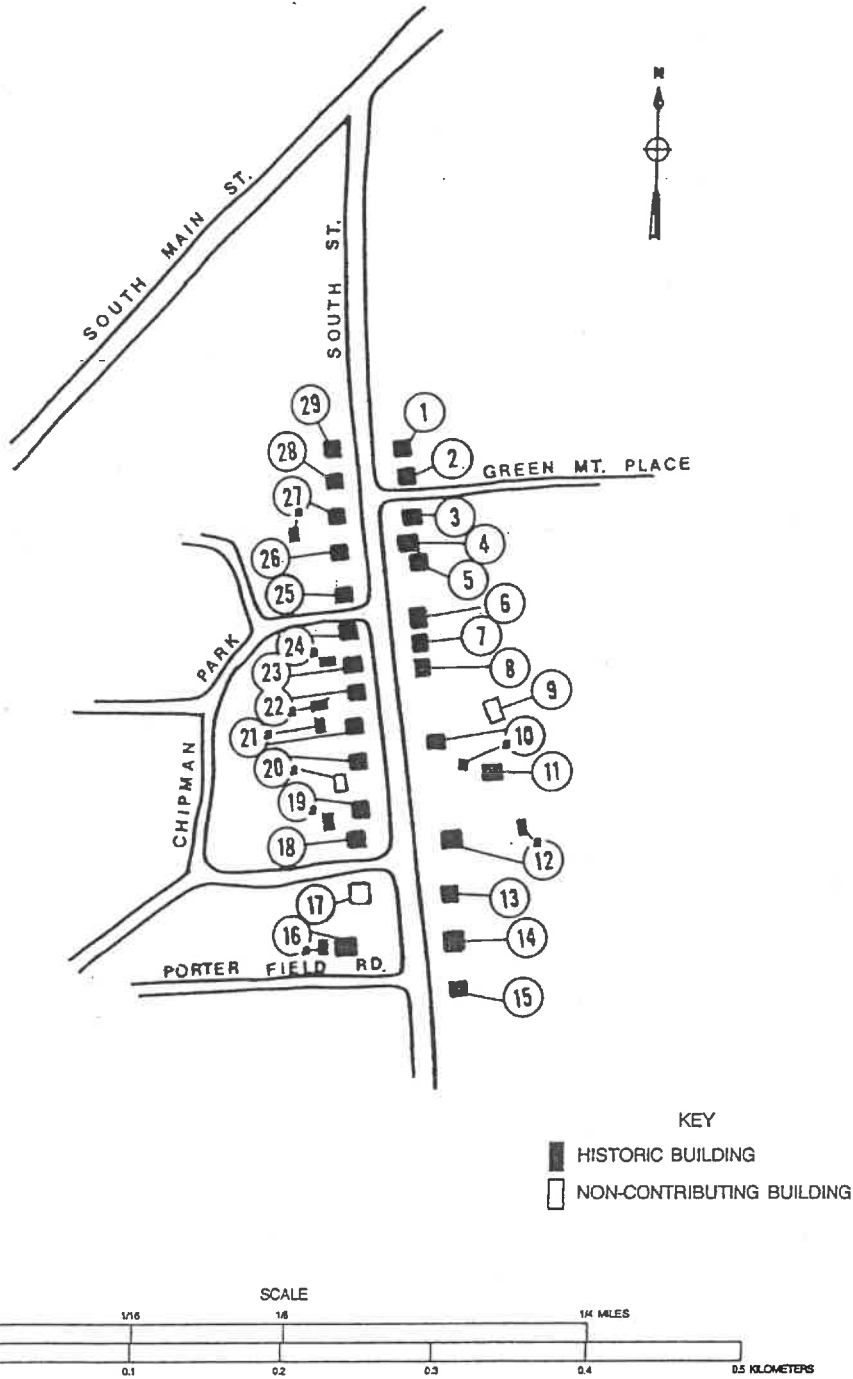 N
SOUTH MAIN ST.
SOUTH ST.
29
1
28
2
GREEN MT. PLACE
27
3
4
26
5
25
6
24
7
PARK
23
8
22
9
21
10
20
11
CHIPMAN
19
18
12
17
13
16
14
PORTER FIELD RD.
15
KEY
HISTORIC BUILDING
NON-CONTRIBUTING BUILDING
SCALE
1/16 1/8 1/4 MILES
0.1 0.2 0.3 0.4 0.5 KILOMETERS